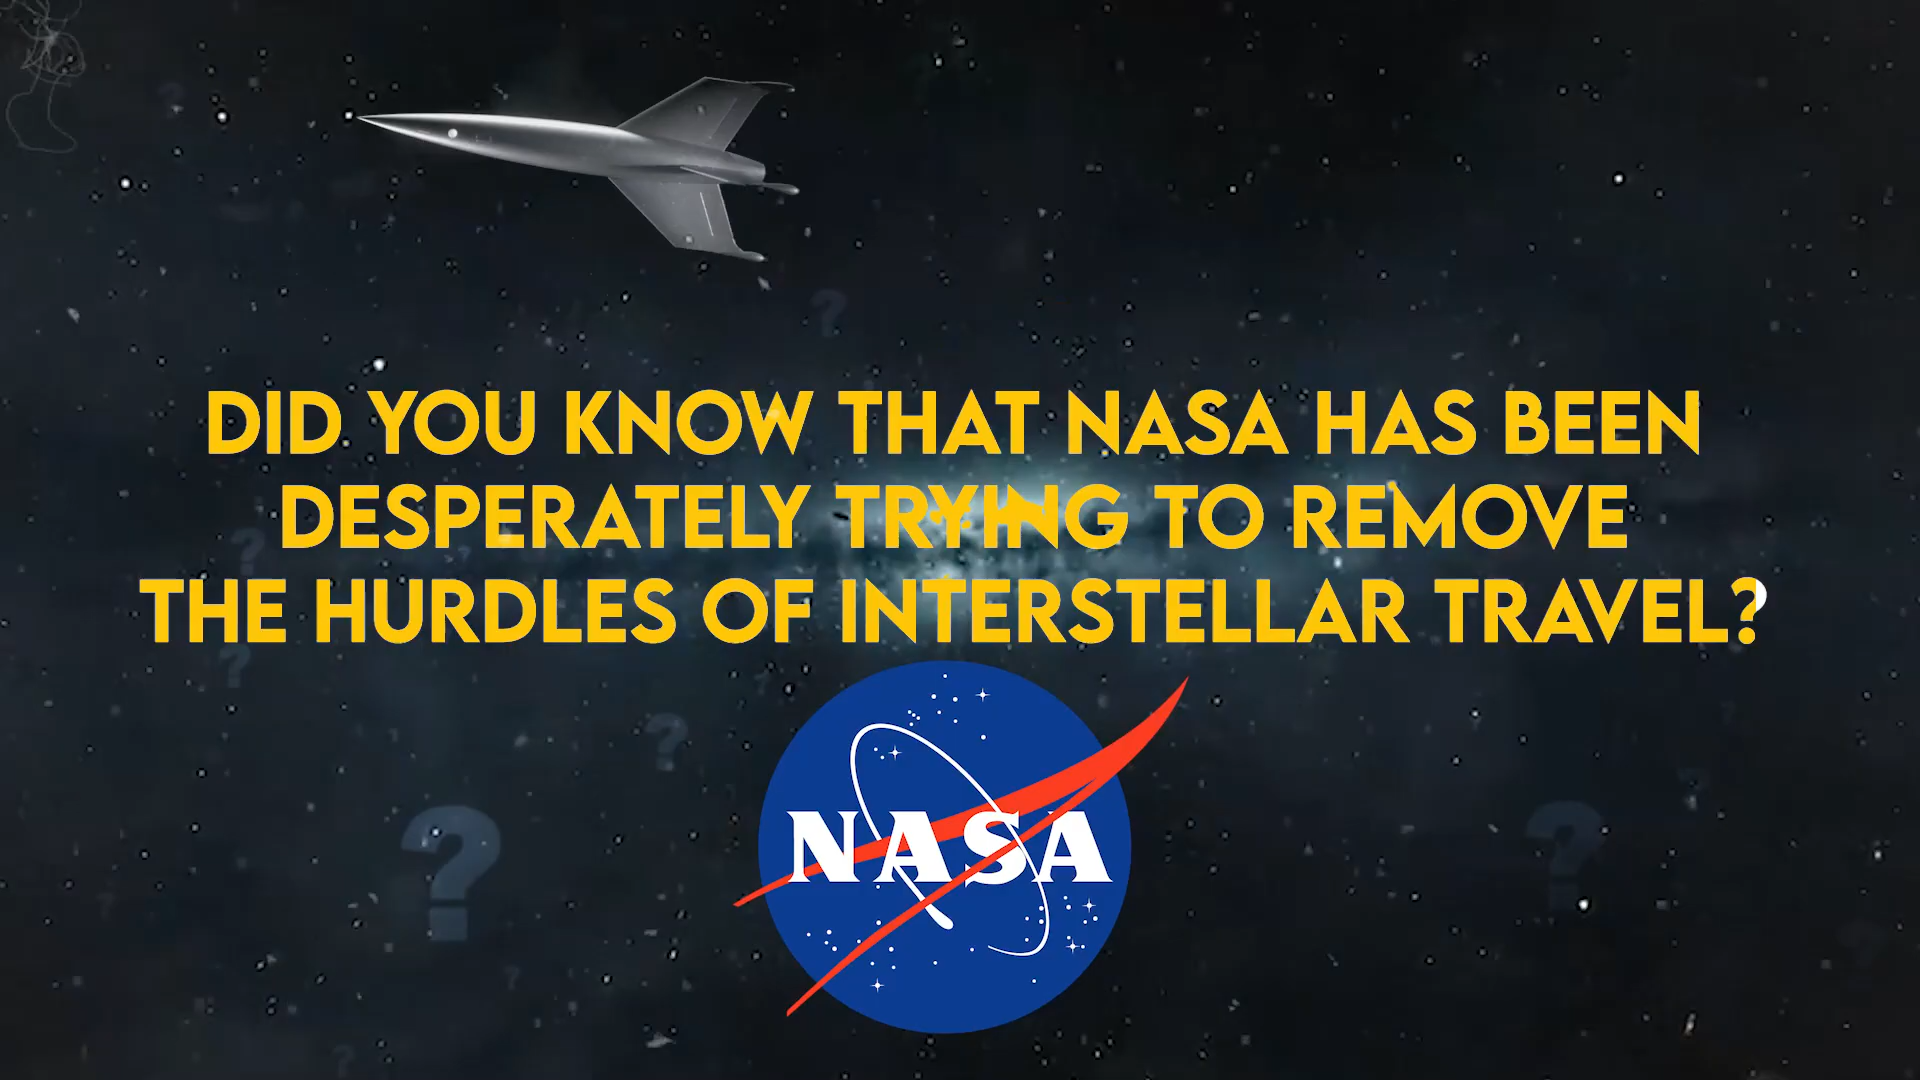 DID YOU KNOW THAT NASA HAS BEEN
DESPERATELY TRYING TO REMOVE
THE HURDLES OF INTERSTELLAR TRAVEL?
NASA